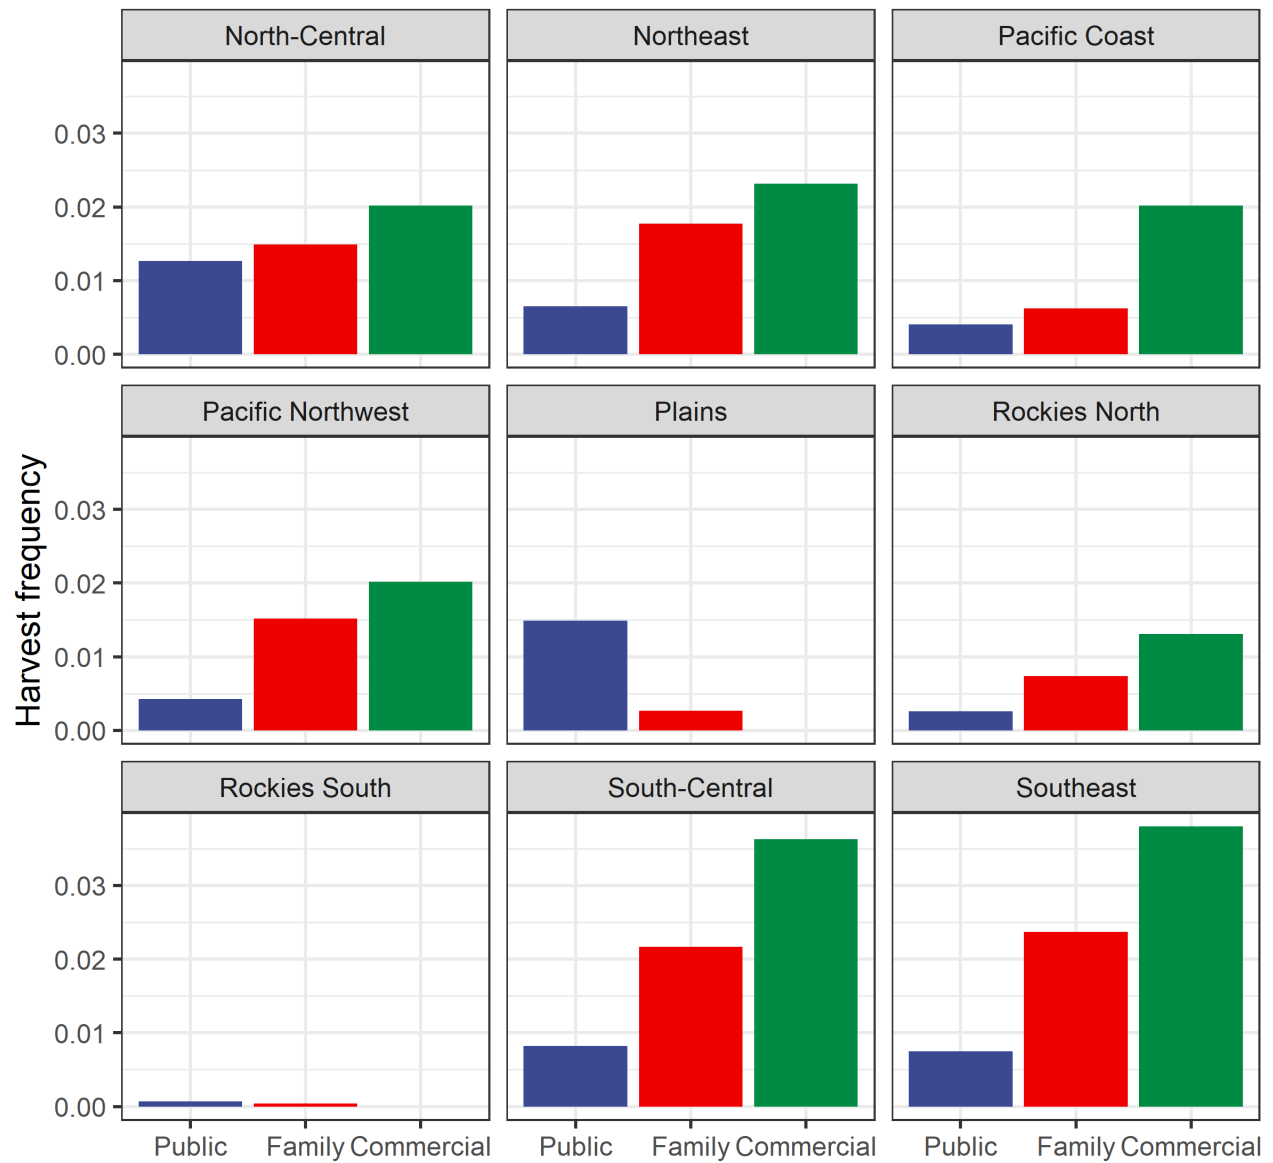 North-Central
Northeast
Pacific Coast
0.03
0.02
0.01
0.00
Pacific Northwest
Plains
Rockies North
Harvest frequency
0.03
0.02
0.01
0.00
Rockies South
South-Central
Southeast
0.03
0.02
0.01
0.00
Public Family Commercial
Public Family Commercial
Public Family Commercial